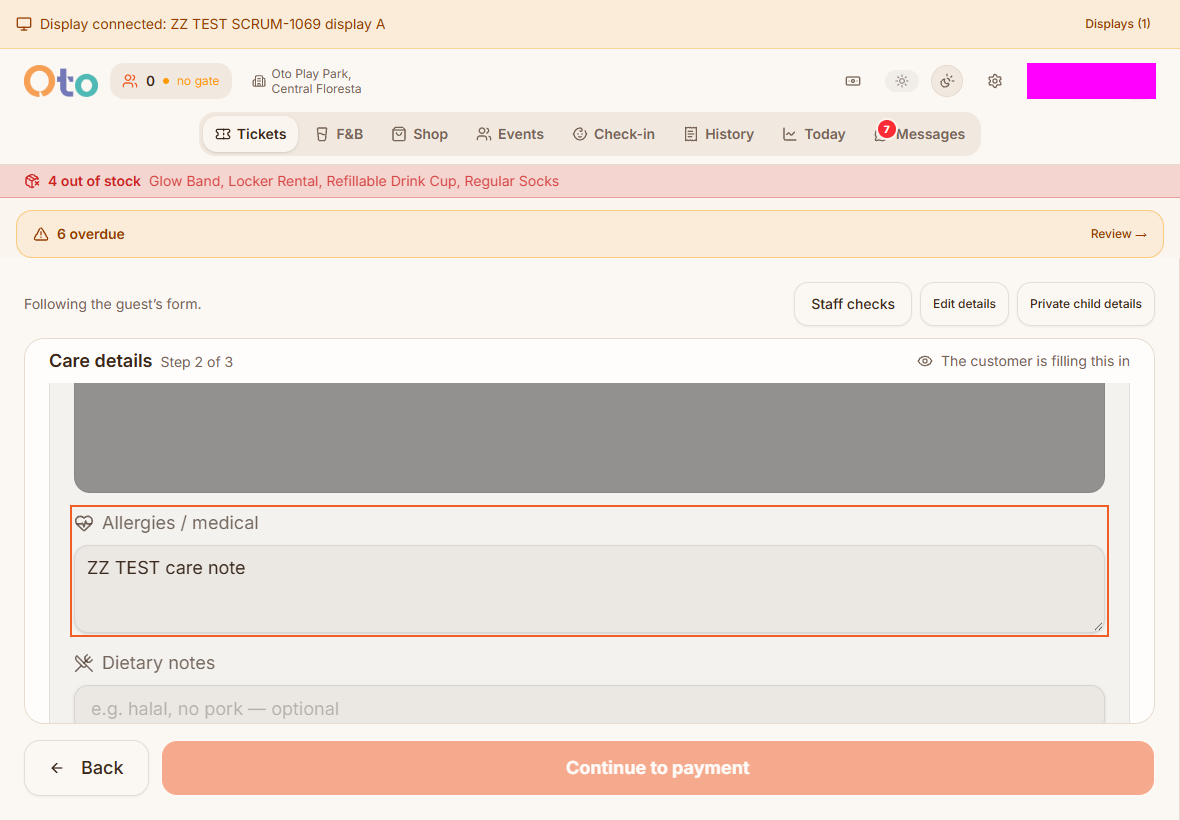 Display connected: ZZ TEST SCRUM-1069 display A
Displays (1)
Oto
0 • no gate
Oto Play Park,
Central Floresta
Tickets
F&B
Shop
Events
Check-in
History
Today
7
Messages
4 out of stock Glow Band, Locker Rental, Refillable Drink Cup, Regular Socks
6 overdue
Review →
Following the guest's form.
Staff checks
Edit details
Private child details
Care details Step 2 of 3
The customer is filling this in
Allergies / medical
ZZ TEST care note
Dietary notes
e.g. halal, no pork — optional
← Back
Continue to payment